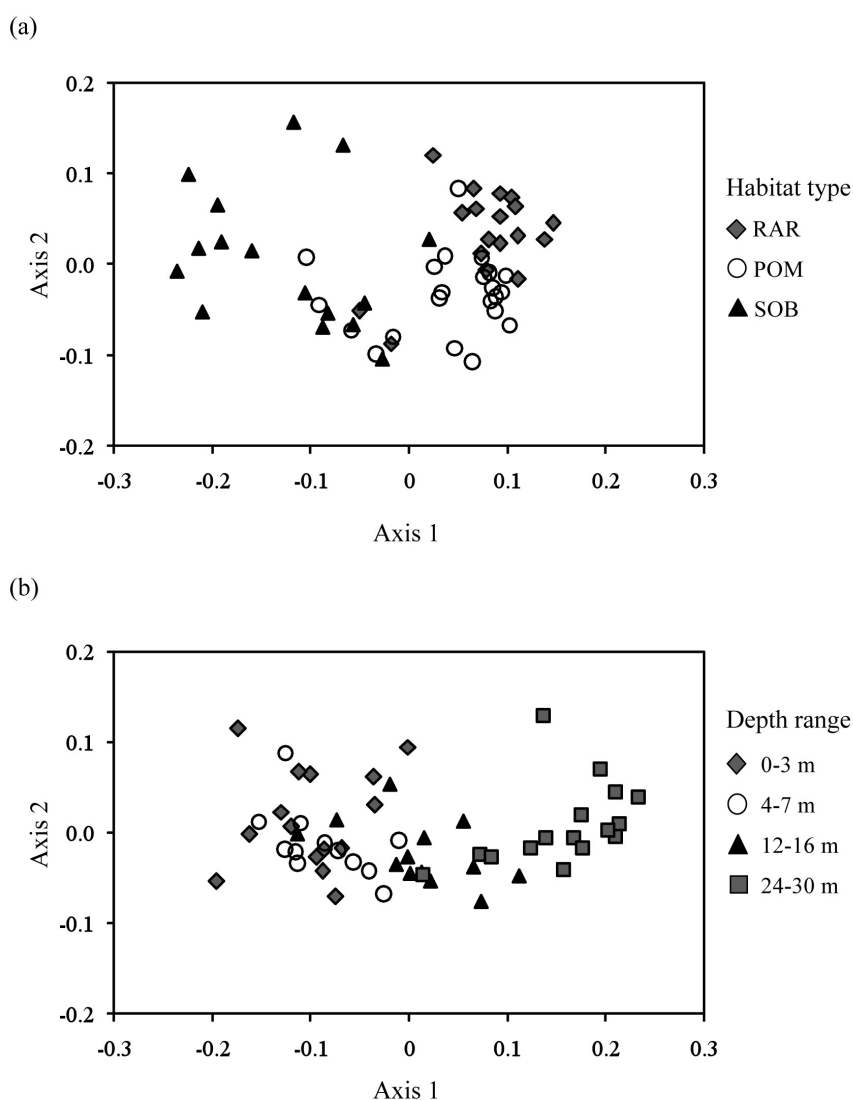 (a)
0.2
0.1
0.0
-0.1
-0.2
Axis 2
-0.3 -0.2 -0.1 0 0.1 0.2 0.3
Axis 1
Habitat type
RAR
POM
SOB
(b)
0.2
0.1
0.0
-0.1
-0.2
Axis 2
-0.3 -0.2 -0.1 0 0.1 0.2 0.3
Axis 1
Depth range
0-3 m
4-7 m
12-16 m
24-30 m